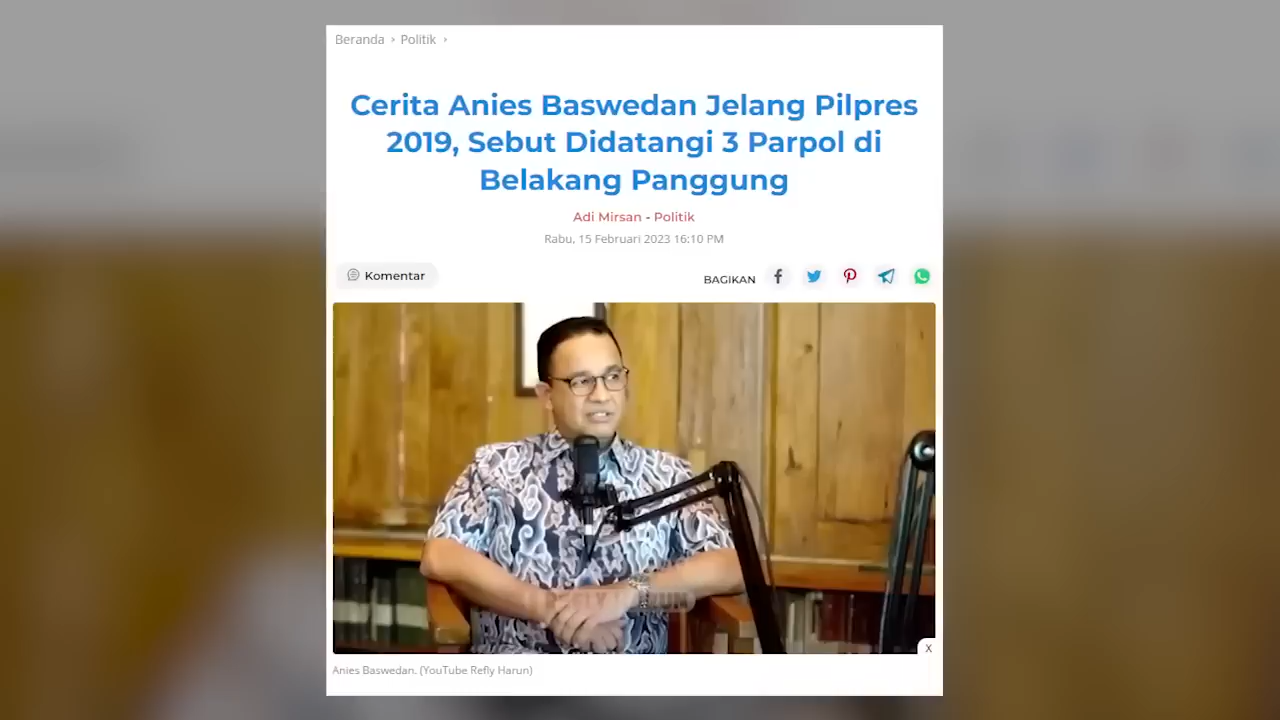 Beranda › Politik ›
Cerita Anies Baswedan Jelang Pilpres
2019, Sebut Didatangi 3 Parpol di
Belakang Panggung
Adi Mirsan - Politik
Rabu, 15 Februari 2023 16:10 PM
Komentar
BAGIKAN
X
Anies Baswedan. (YouTube Refly Harun)